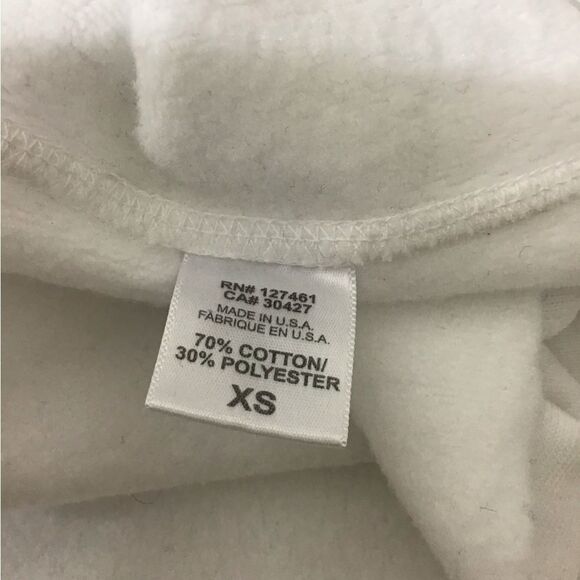 RN# 127461
CA# 30427
MADE IN U.S.A.
FABRIQUE EN U.S.A.
70% COTTON/
30% POLYESTER
XS